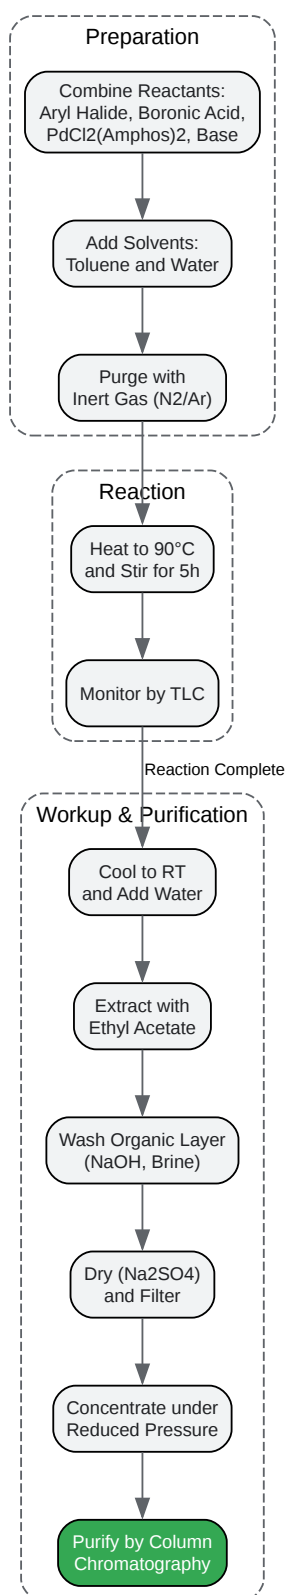 Preparation
Combine Reactants:
Aryl Halide, Boronic Acid,
PdCl2(Amphos)2, Base
Add Solvents:
Toluene and Water
Purge with
Inert Gas (N2/Ar)
Reaction
Heat to 90°C
and Stir for 5h
Monitor by TLC
Reaction Complete
Workup & Purification
Cool to RT
and Add Water
Extract with
Ethyl Acetate
Wash Organic Layer
(NaOH, Brine)
Dry (Na2SO4)
and Filter
Concentrate under
Reduced Pressure
Purify by Column
Chromatography